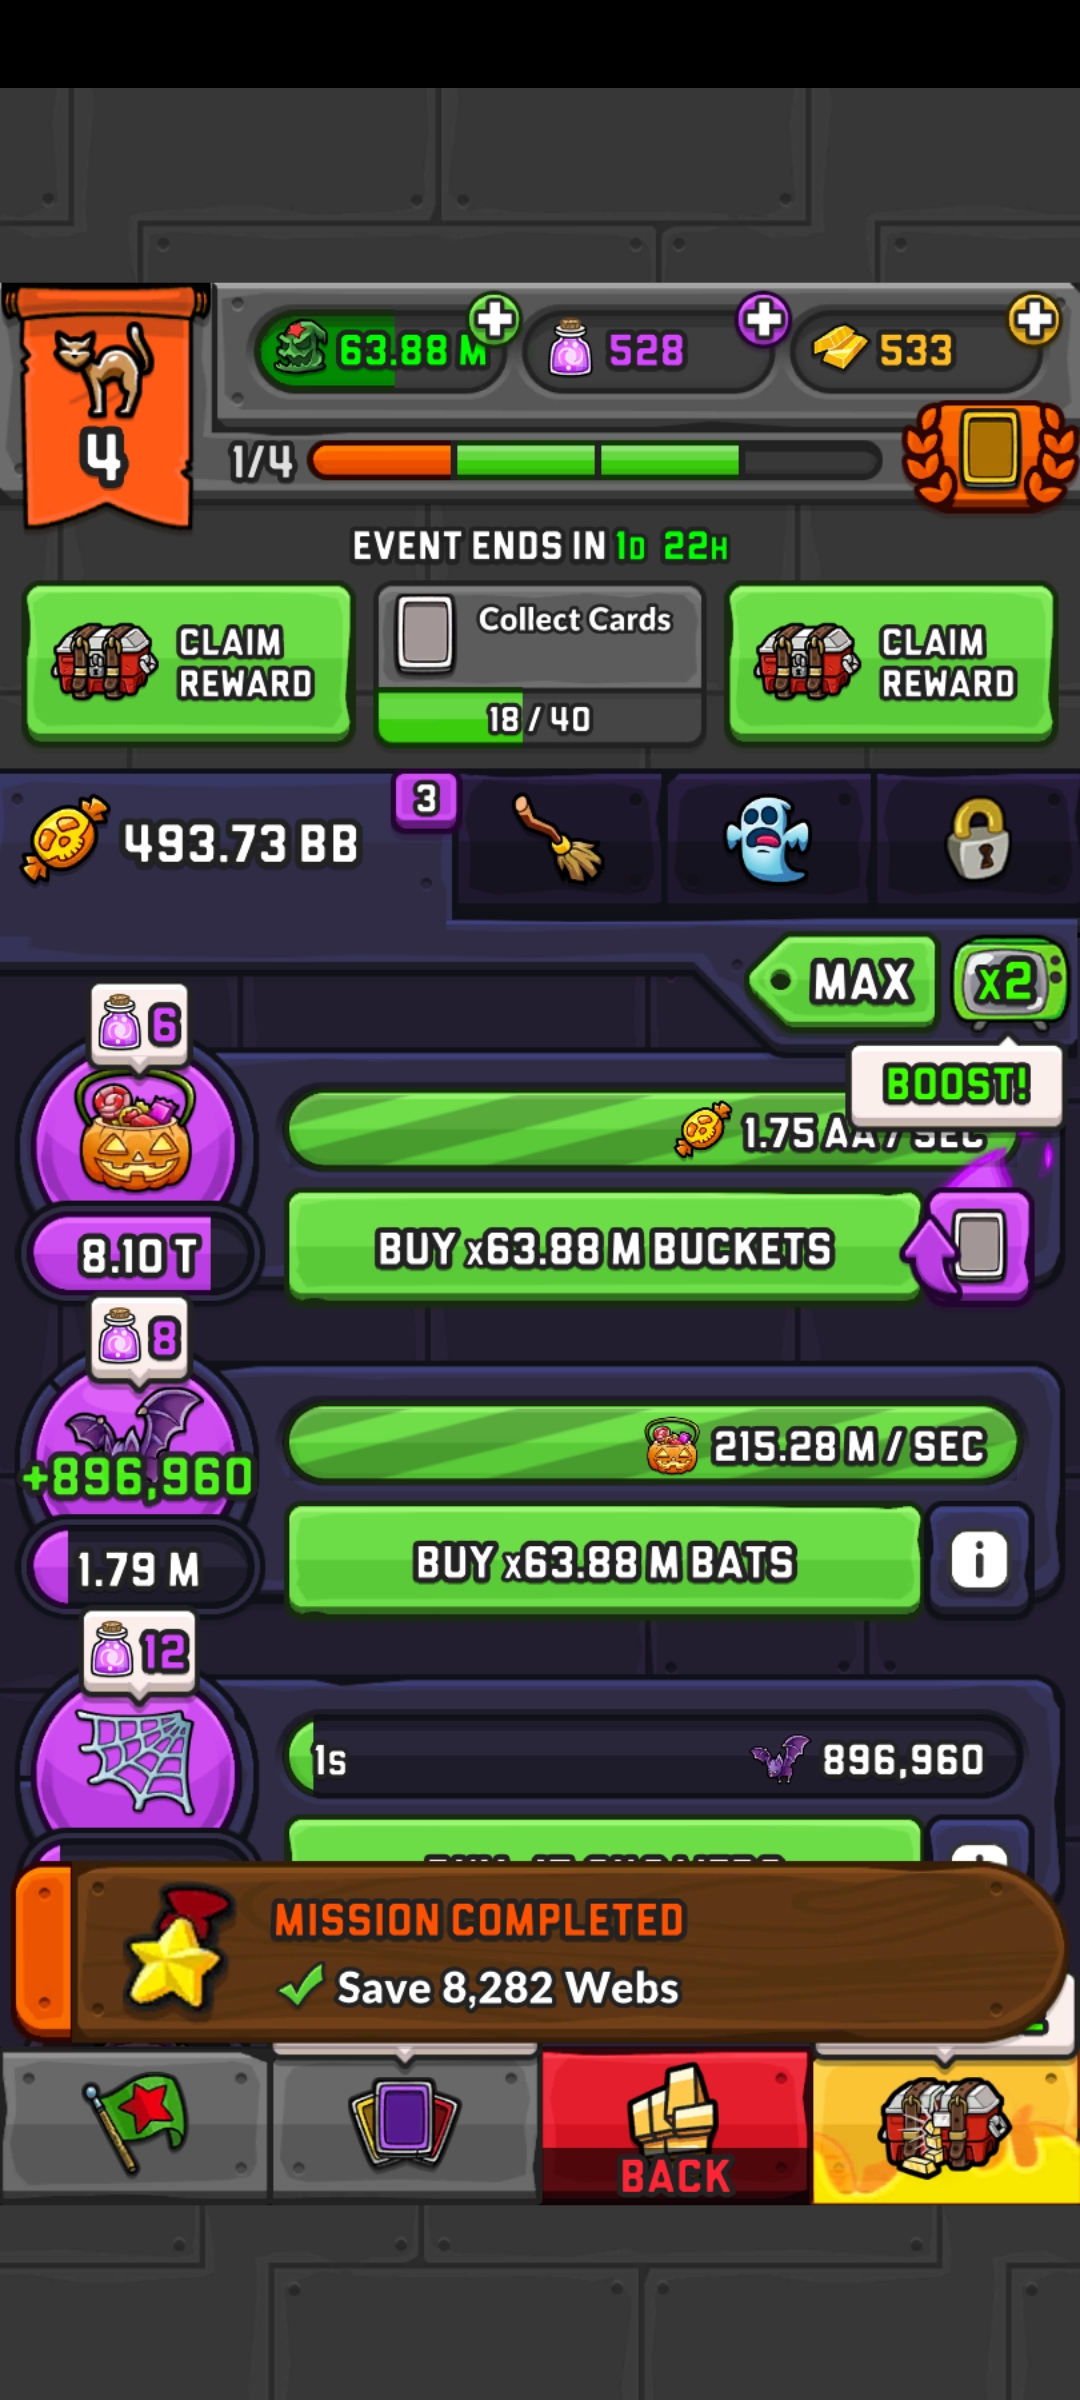 63.88 M
528
533
4
1/4
EVENT ENDS IN 1D 22H
CLAIM REWARD
Collect Cards
18 / 40
CLAIM REWARD
493.73 BB
3
MAX
x2
BOOST!
6
1.75 AA / SEC
8.10 T
BUY x63.88 M BUCKETS
8
+896,960
215.28 M / SEC
1.79 M
BUY x63.88 M BATS
12
1s
896,960
MISSION COMPLETED
Save 8,282 Webs
BACK